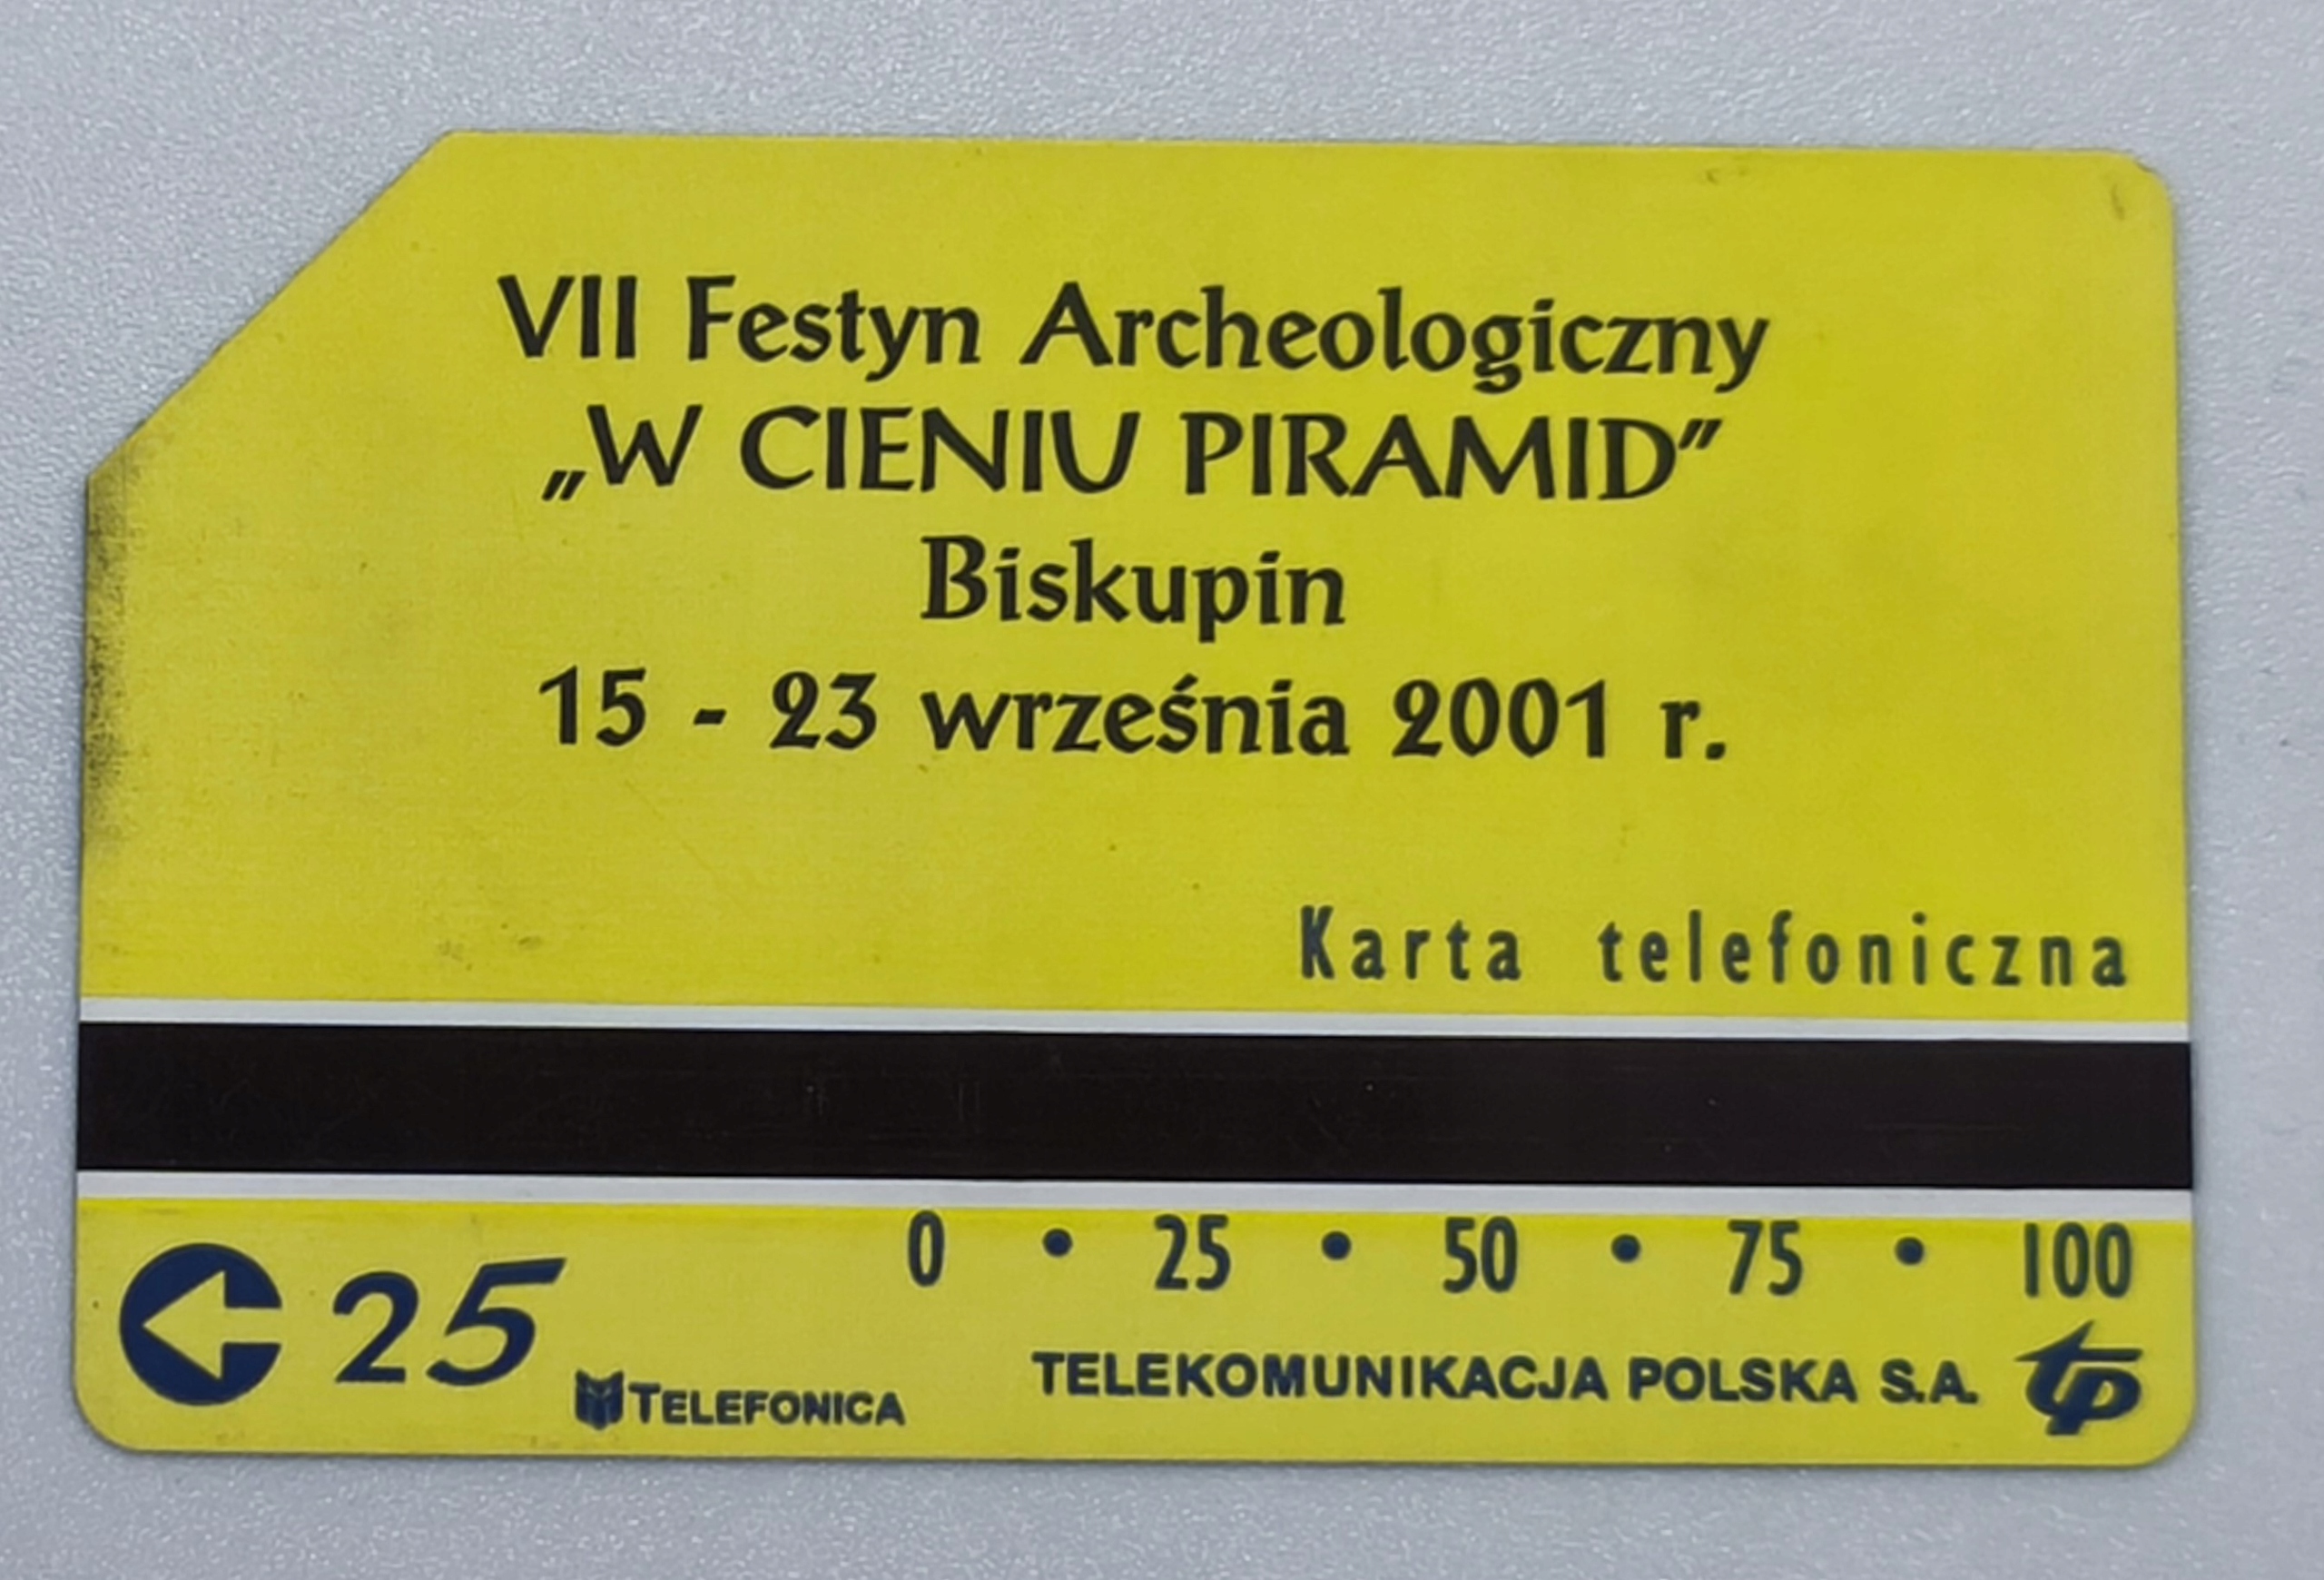 VII Festyn Archeologiczny
„W CIENIU PIRAMID”
Biskupin
15 - 23 września 2001 r.
Karta telefoniczna
0 • 25 • 50 • 75 • 100
25
TELEFONICA
TELEKOMUNIKACJA POLSKA S.A. tp